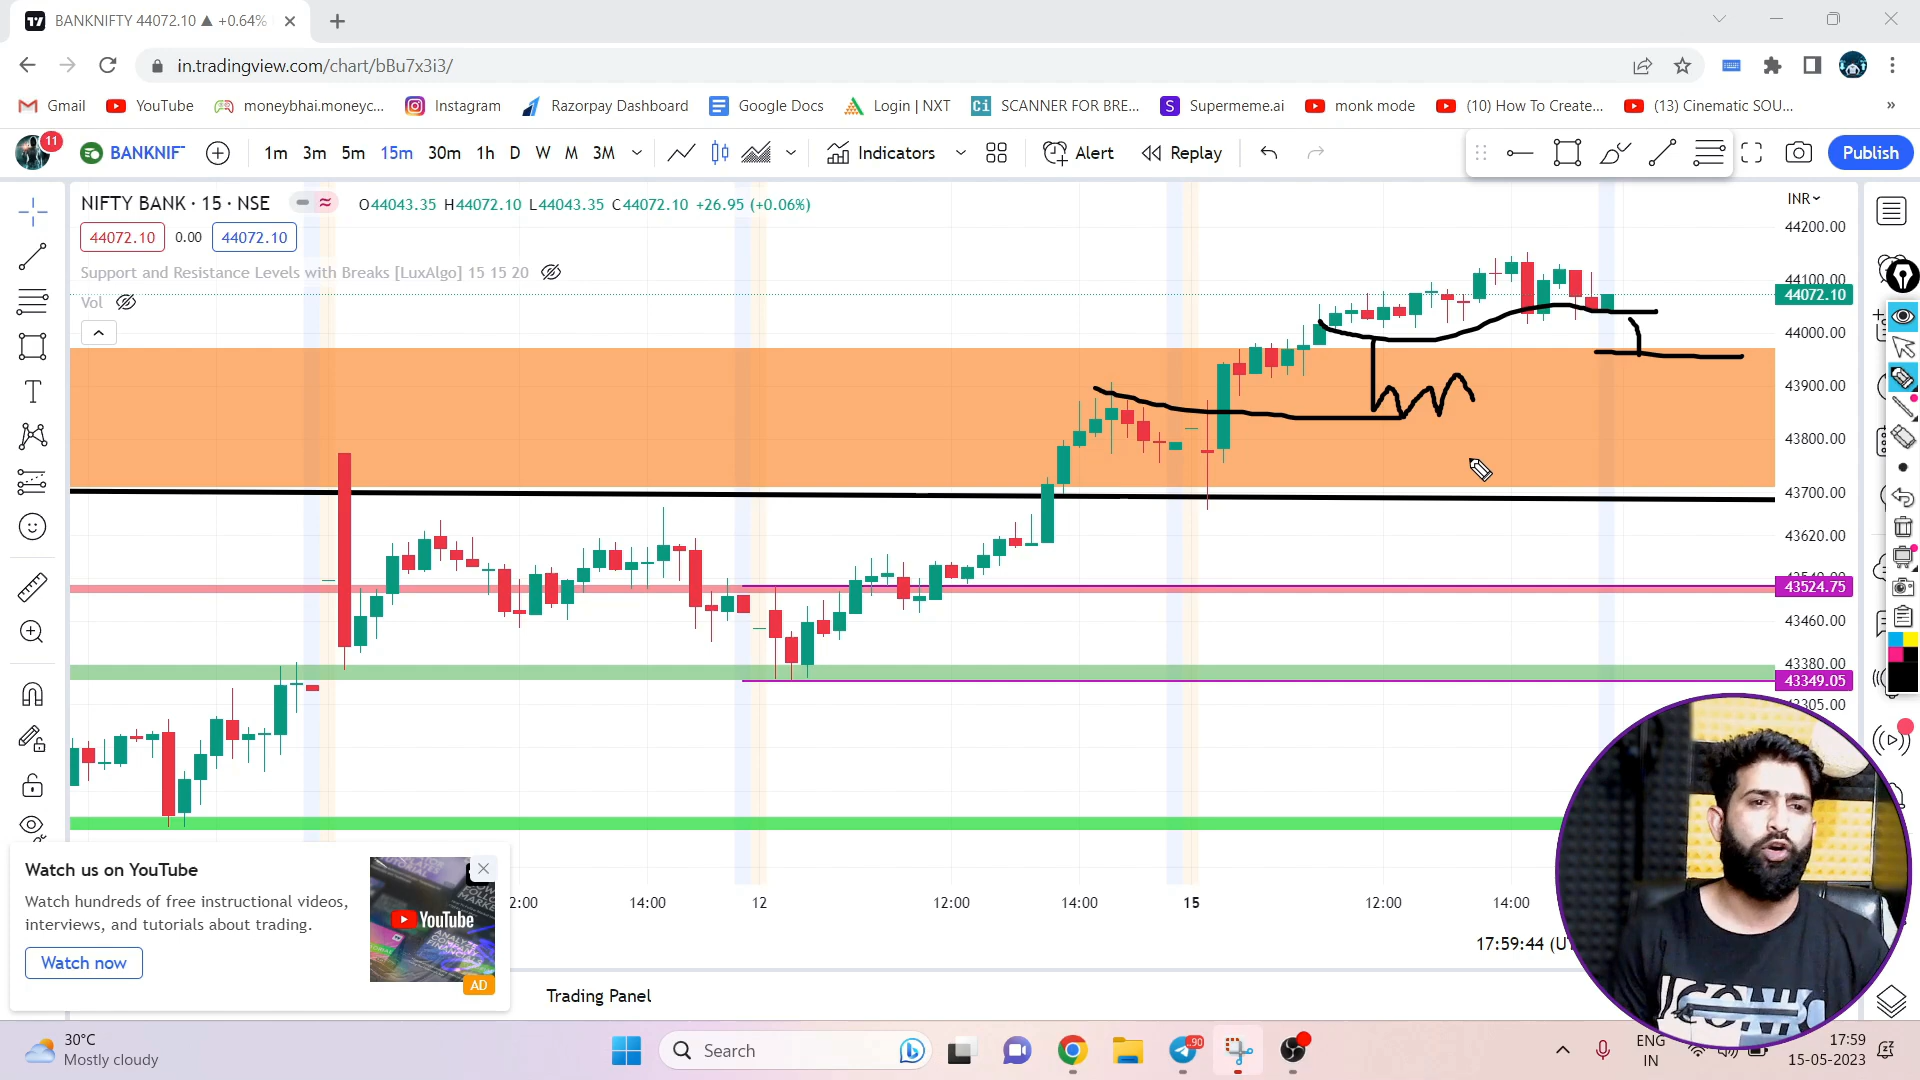 BANKNIFTY 44072.10 ▲ +0.64%
in.tradingview.com/chart/bBu7x3i3/
Gmail YouTube moneybhai.moneyc... Instagram Razorpay Dashboard Google Docs Login | NXT SCANNER FOR BRE... Supermeme.ai monk mode (10) How To Create... (13) Cinematic SOU... »
11 BANKNIF 1m 3m 5m 15m 30m 1h D W M 3M Indicators Alert Replay Publish
NIFTY BANK · 15 · NSE O44043.35 H44072.10 L44043.35 C44072.10 +26.95 (+0.06%)
INR
44072.10 0.00 44072.10
44200.00
Support and Resistance Levels with Breaks [LuxAlgo] 15 15 20
44100.00
44072.10
Vol
44000.00
43900.00
43800.00
43700.00
43620.00
43524.75
43460.00
43380.00
43349.05
Watch us on YouTube
Watch hundreds of free instructional videos,
interviews, and tutorials about trading.
Watch now
YouTube
AD
2:00 14:00 12 12:00 14:00 15 12:00 14:00
17:59:44 (U
Trading Panel
30°C
Mostly cloudy
Search
90
ENG
IN
17:59
15-05-2023